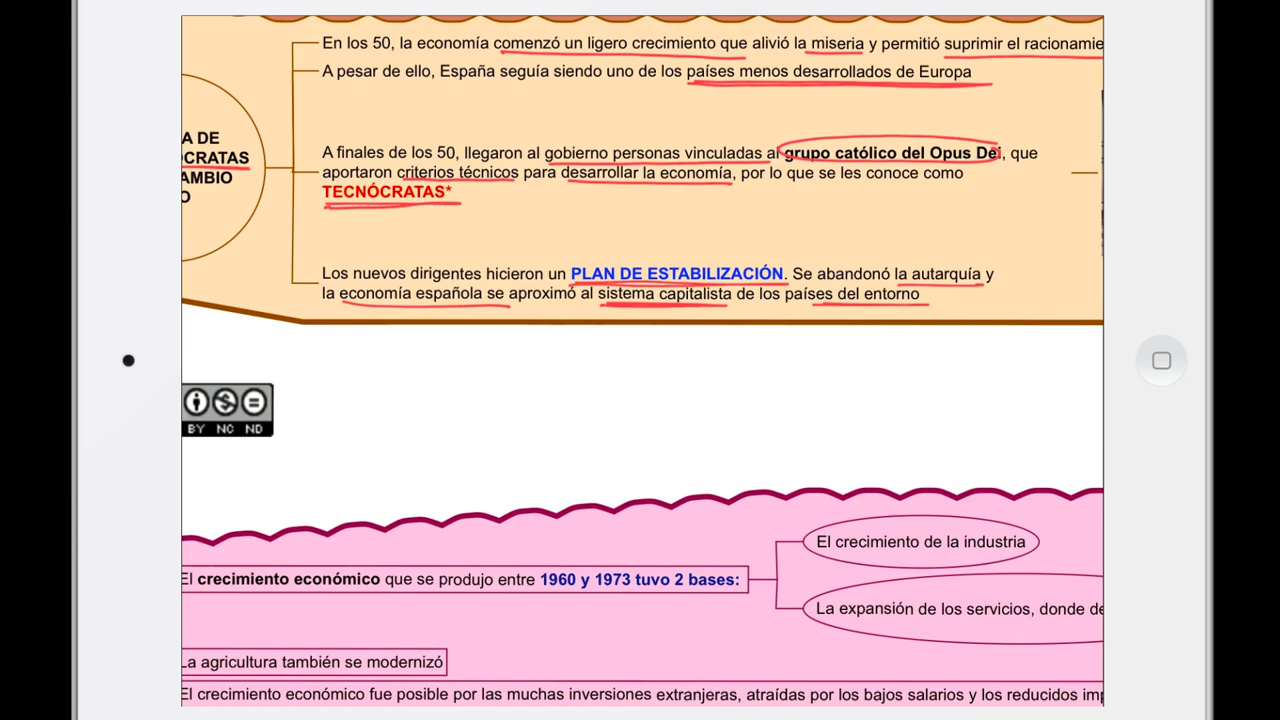 En los 50, la economía comenzó un ligero crecimiento que alivió la miseria y permitió suprimir el
A pesar de ello, España seguía siendo uno de los países menos desarrollados de Europa
A finales de los 50, llegaron al gobierno personas vinculadas al grupo católico del Opus Dei, que
aportaron criterios técnicos para desarrollar la economía, por lo que se les conoce como
TECNÓCRATAS*
Los nuevos dirigentes hicieron un PLAN DE ESTABILIZACIÓN. Se abandonó la autarquía y
la economía española se aproximó al sistema capitalista de los países del entorno
DE
BY NC ND
El crecimiento económico que se produjo entre 1960 y 1973 tuvo 2 bases:
El crecimiento de la industria
La expansión de los servicios, donde
La agricultura también se modernizó
El crecimiento económico fue posible por las muchas inversiones extranjeras, atraídas por los bajos salarios y los reducidos